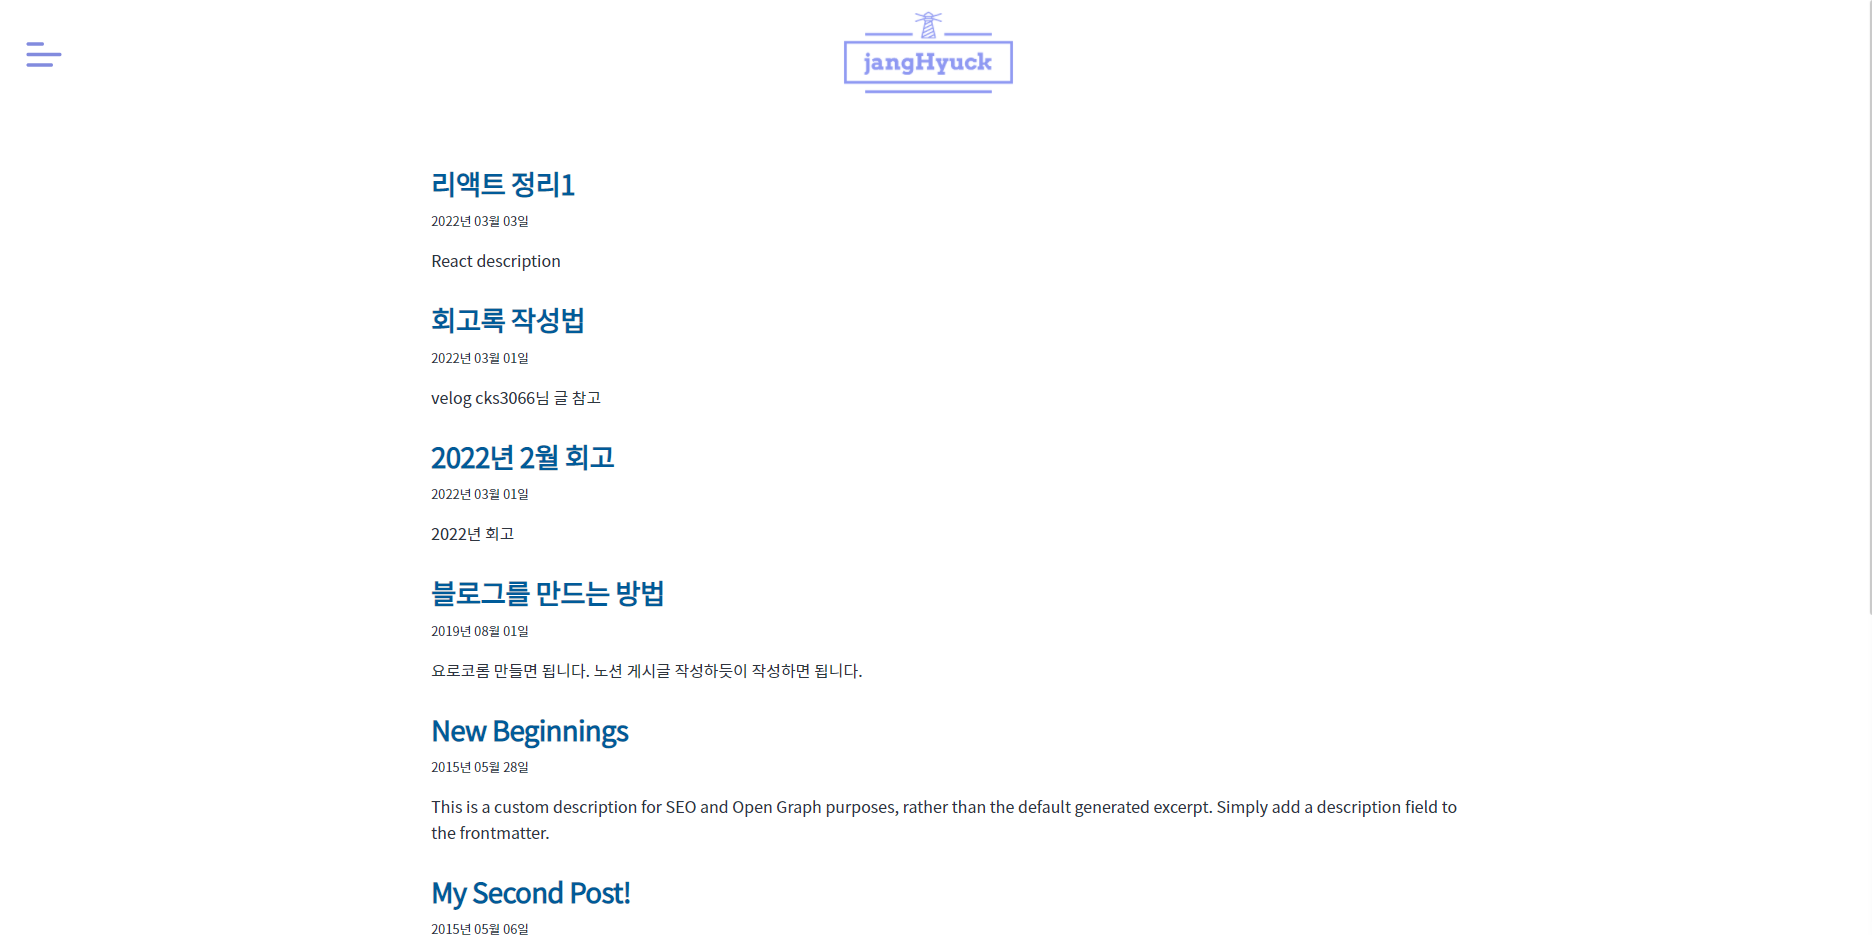 jangHyuck
리액트 정리1
2022년 03월 03일
React description
회고록 작성법
2022년 03월 01일
velog cks3066님 글 참고
2022년 2월 회고
2022년 03월 01일
2022년 회고
블로그를 만드는 방법
2019년 08월 01일
요로코롬 만들면 됩니다. 노션 게시글 작성하듯이 작성하면 됩니다.
New Beginnings
2015년 05월 28일
This is a custom description for SEO and Open Graph purposes, rather than the default generated excerpt. Simply add a description field to
the frontmatter.
My Second Post!
2015년 05월 06일